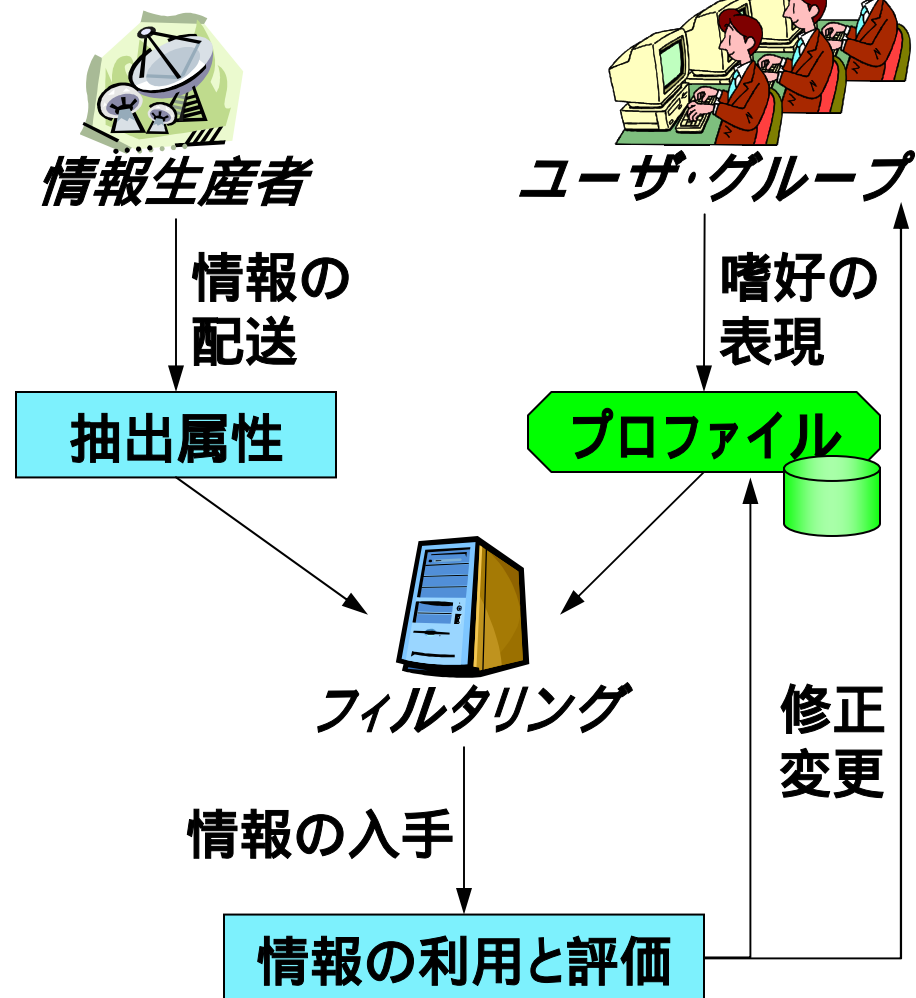 情報生産者
ユーザ・グループ
情報の
配送
嗜好の
表現
抽出属性
プロファイル
フィルタリング
修正
変更
情報の入手
情報の利用と評価